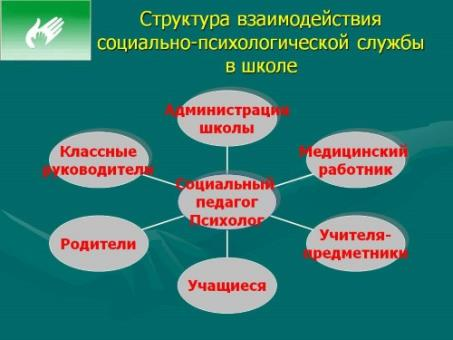 Структура взаимодействия
социально-психологической службы
в школе
Администрация
школы
Классные
руководители
Медицинский
работник
Социальный
педагог
Психолог
Родители
Учителя-
предметники
Учащиеся